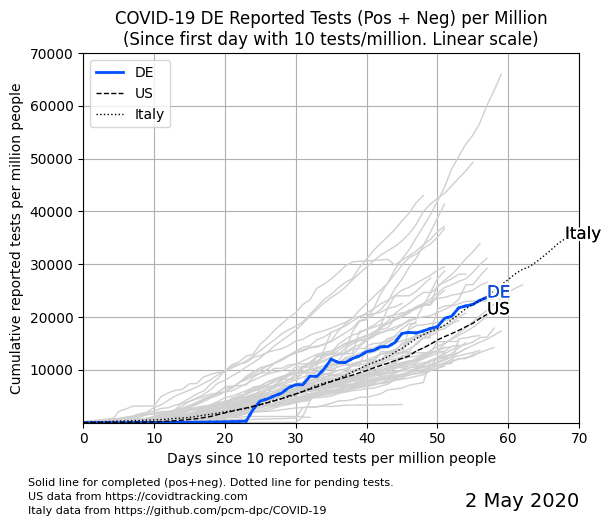 COVID-19 DE Reported Tests (Pos + Neg) per Million
(Since first day with 10 tests/million. Linear scale)
70000
60000
50000
40000
30000
20000
10000
Cumulative reported tests per million people
DE
US
Italy
Italy
DE
US
0 10 20 30 40 50 60 70
Days since 10 reported tests per million people
Solid line for completed (pos+neg). Dotted line for pending tests.
US data from https://covidtracking.com
Italy data from https://github.com/pcm-dpc/COVID-19
2 May 2020